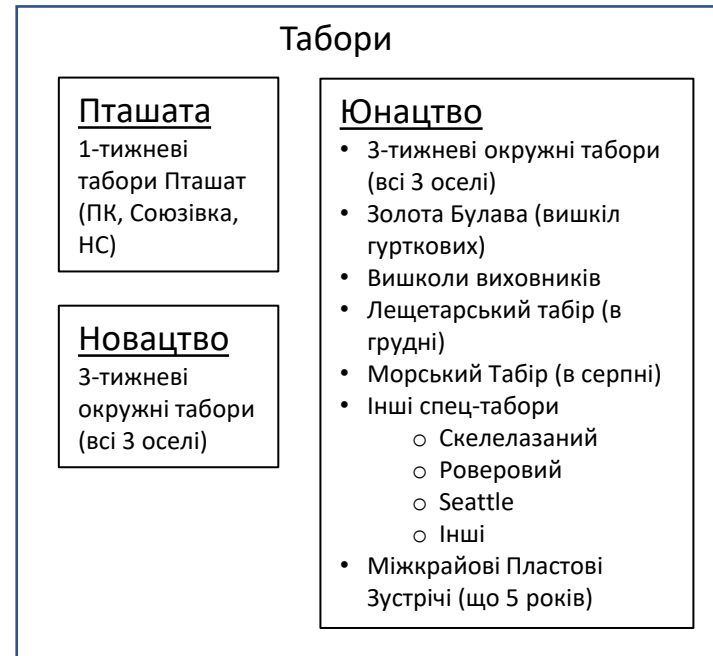 Табори
Пташата
1-тижневі
табори Пташат
(ПК, Союзівка,
НС)
Новацтво
3-тижневі
окружні табори
(всі 3 оселі)
Юнацтво
• 3-тижневі окружні табори
(всі 3 оселі)
• Золота Булава (вишкіл
гурткових)
• Вишколи виховників
• Лещетарський табір (в
грудні)
• Морський Табір (в серпні)
• Інші спец-табори
o Скелелазаний
o Роверовий
o Seattle
o Інші
• Міжкрайові Пластові
Зустрічі (що 5 років)